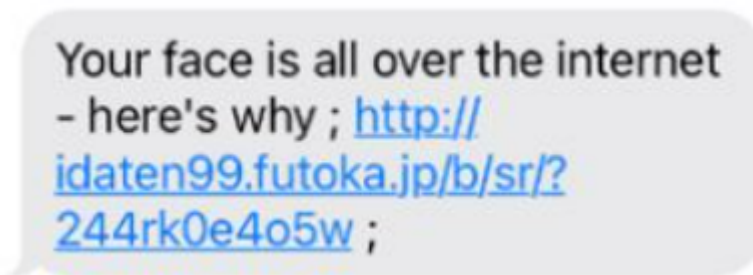 Your face is all over the internet
- here's why ; http://
idaten99.futoka.jp/b/sr/?
244rk0e4o5w ;